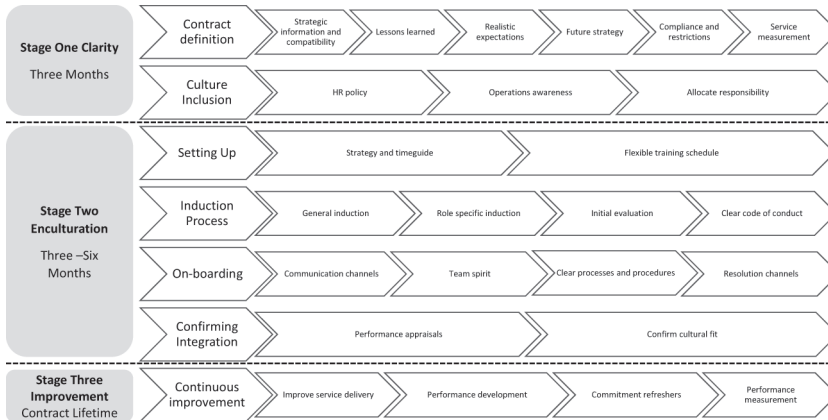 Stage One Clarity
Three Months
Contract
definition
Strategic
information and
compatibility
Lessons learned
Realistic
expectations
Future strategy
Compliance and
restrictions
Service
measurement
Culture
Inclusion
HR policy
Operations awareness
Allocate responsibility
Stage Two
Enculturation
Three –Six
Months
Setting Up
Strategy and timeguide
Flexible training schedule
Induction
Process
General induction
Role specific induction
Initial evaluation
Clear code of conduct
On-boarding
Communication channels
Team spirit
Clear processes and procedures
Resolution channels
Confirming
Integration
Performance appraisals
Confirm cultural fit
Stage Three
Improvement
Contract Lifetime
Continuous
improvement
Improve service delivery
Performance development
Commitment refreshers
Performance
measurement